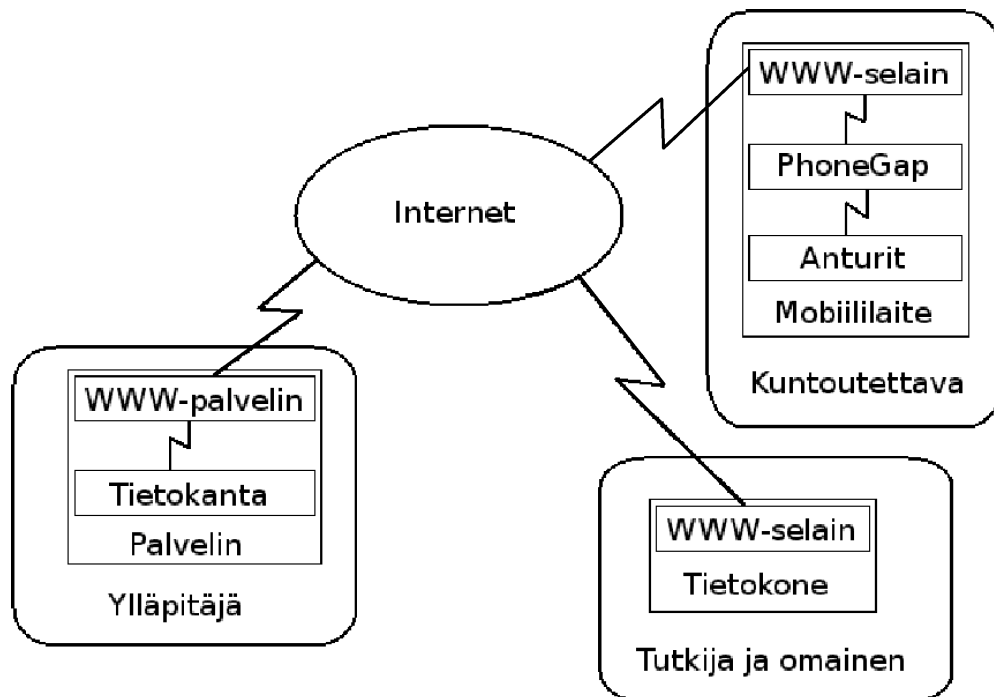 WWW-selain
PhoneGap
Anturit
Mobiililaite
Kuntoutettava
Internet
WWW-palvelin
Tietokanta
Palvelin
Ylläpitäjä
WWW-selain
Tietokone
Tutkija ja omainen